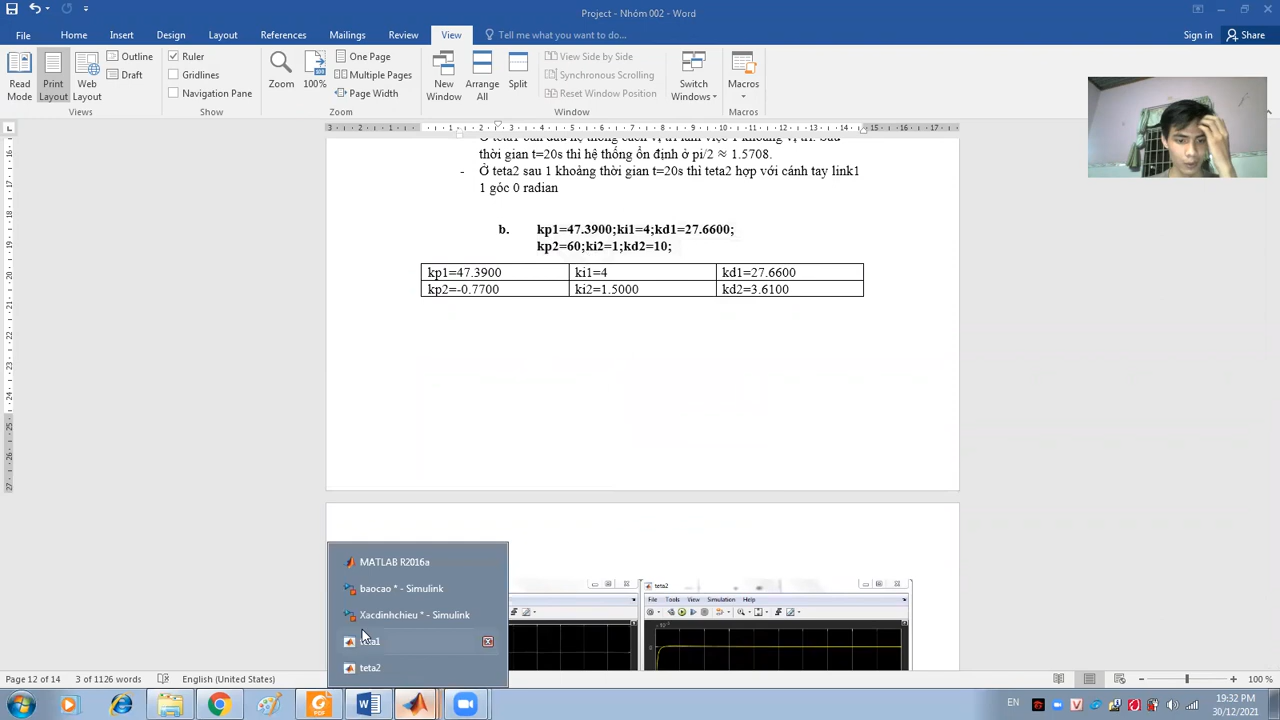 Project - Nhóm 002 - Word
File Home Insert Design Layout References Mailings Review View Tell me what you want to do... Sign in Share
Read Mode
Print Layout
Web Layout
Outline
Draft
Views
Ruler
Gridlines
Navigation Pane
Show
Zoom
100%
One Page
Multiple Pages
Page Width
Zoom
New Window
Arrange All
Split
View Side by Side
Synchronous Scrolling
Reset Window Position
Window
Switch Windows
Macros
Macros
thời gian t=20s thì hệ thống ổn định ở pi/2 ≈ 1.5708.
- Ở teta2 sau 1 khoảng thời gian t=20s thì teta2 hợp với cánh tay link1
1 góc 0 radian
b. kp1=47.3900;ki1=4;kd1=27.6600;
kp2=60;ki2=1;kd2=10;
kp1=47.3900 ki1=4 kd1=27.6600
kp2=-0.7700 ki2=1.5000 kd2=3.6100
MATLAB R2016a
baocao * - Simulink
Xacdinhchieu * - Simulink
teta2
teta2
File Tools View Simulation Help
Page 12 of 14 3 of 1126 words English (United States) 100 %
EN 19:32
30/12/2021